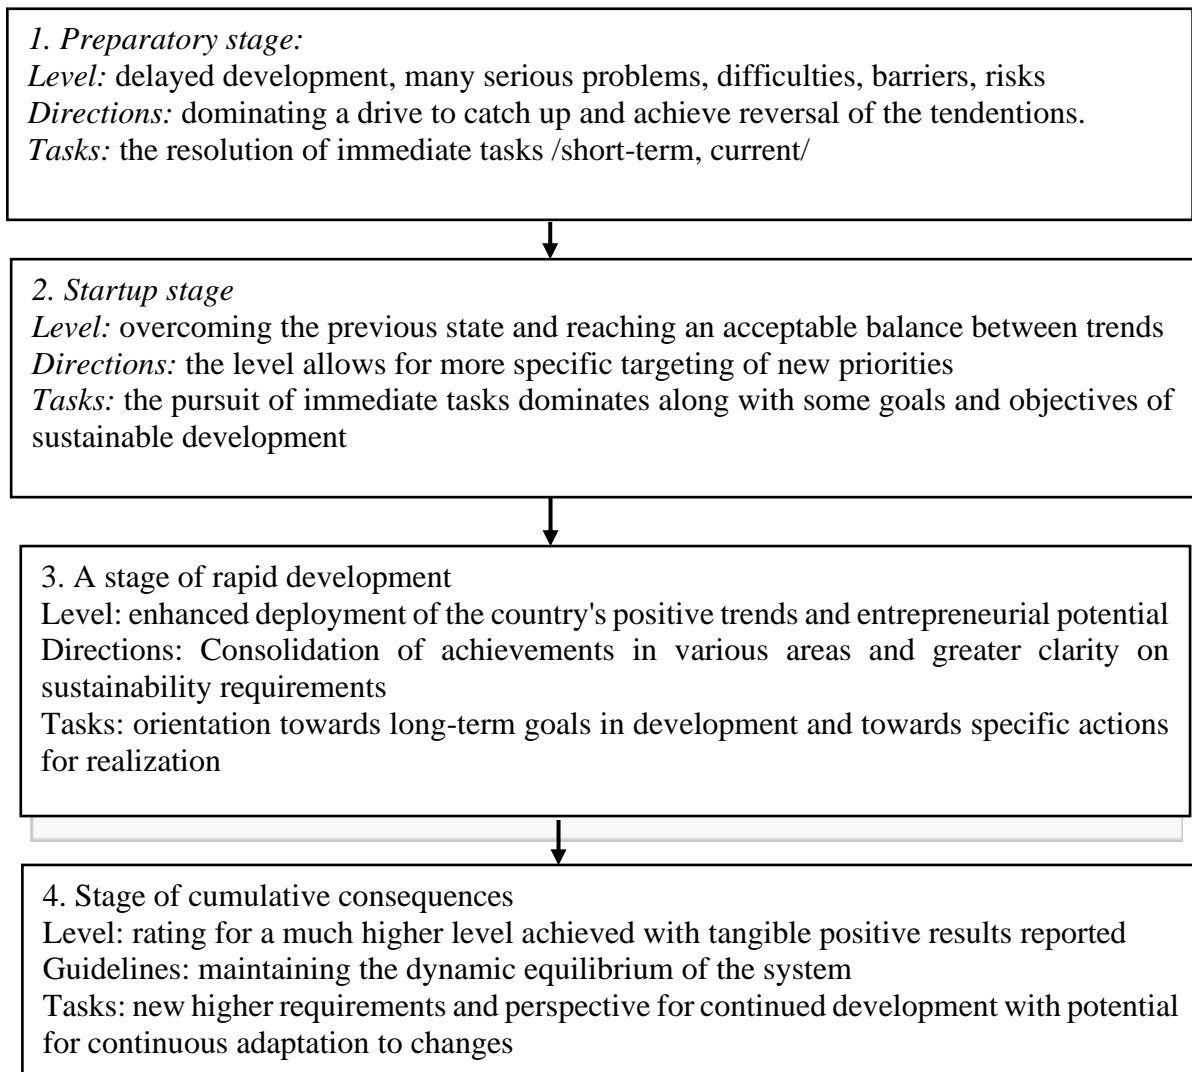 1. Preparatory stage:
Level: delayed development, many serious problems, difficulties, barriers, risks
Directions: dominating a drive to catch up and achieve reversal of the tendentions.
Tasks: the resolution of immediate tasks /short-term, current/
2. Startup stage
Level: overcoming the previous state and reaching an acceptable balance between trends
Directions: the level allows for more specific targeting of new priorities
Tasks: the pursuit of immediate tasks dominates along with some goals and objectives of
sustainable development
3. A stage of rapid development
Level: enhanced deployment of the country's positive trends and entrepreneurial potential
Directions: Consolidation of achievements in various areas and greater clarity on
sustainability requirements
Tasks: orientation towards long-term goals in development and towards specific actions
for realization
4. Stage of cumulative consequences
Level: rating for a much higher level achieved with tangible positive results reported
Guidelines: maintaining the dynamic equilibrium of the system
Tasks: new higher requirements and perspective for continued development with potential
for continuous adaptation to changes